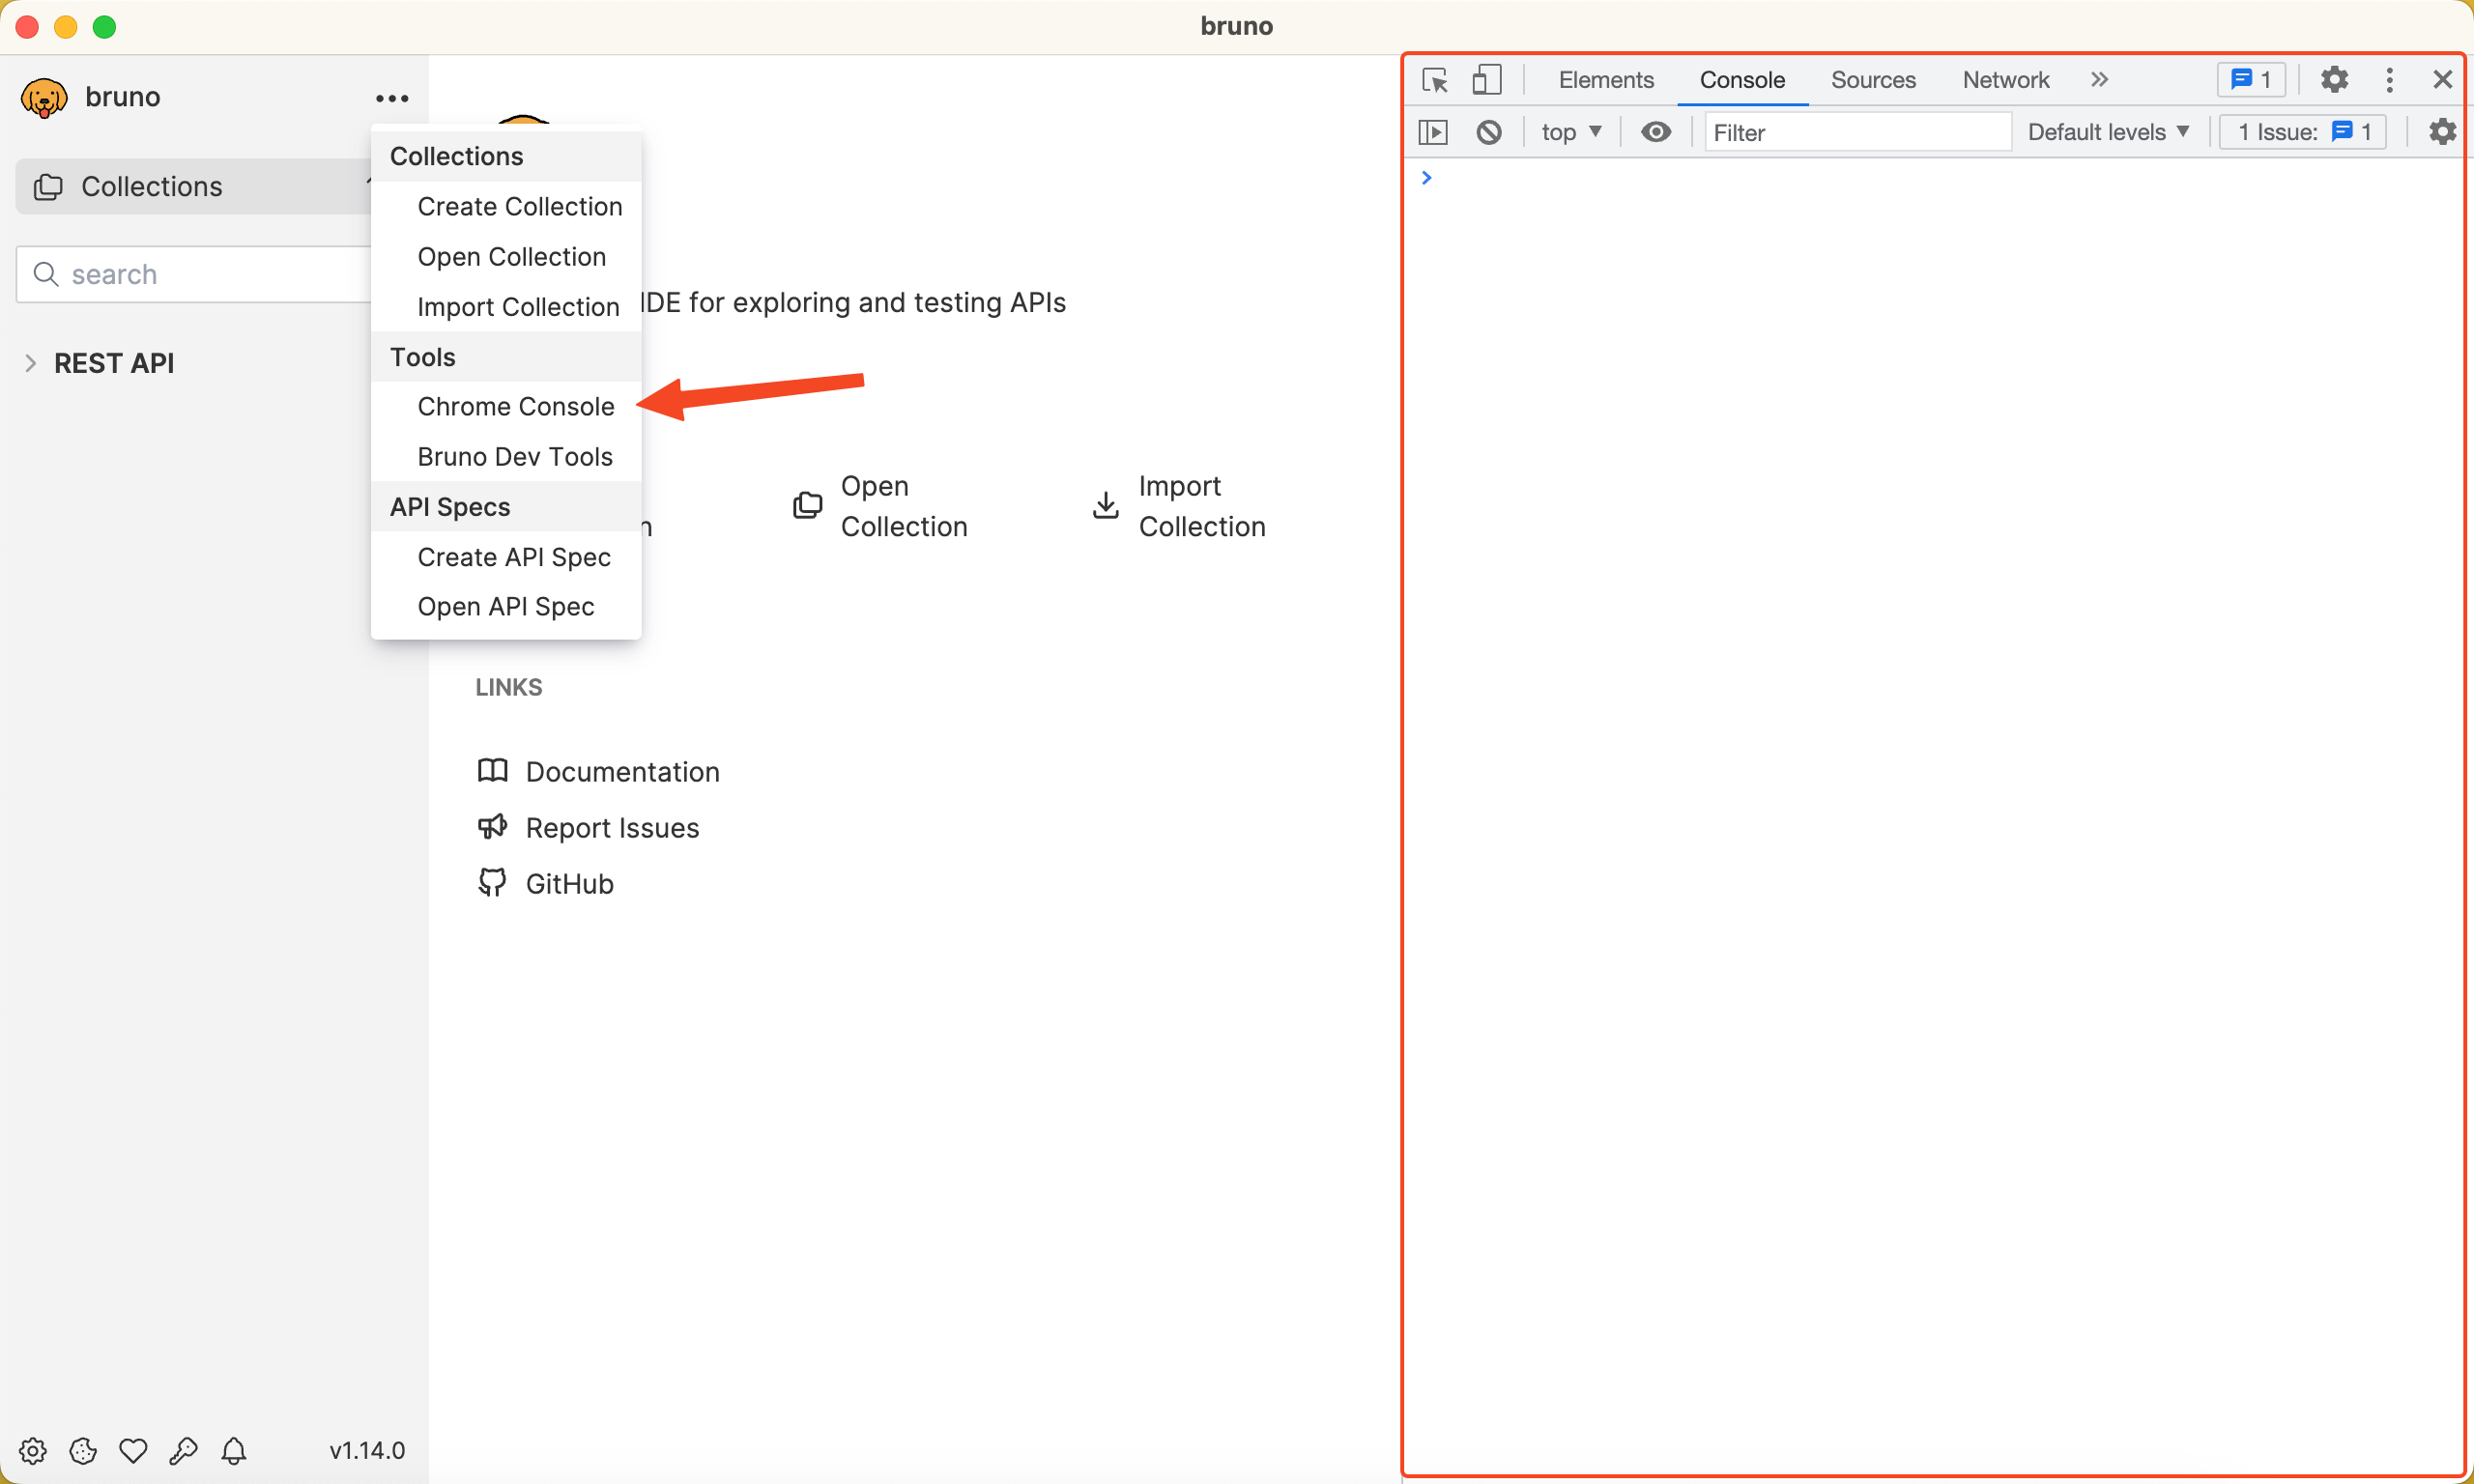 bruno
bruno
Collections
search
REST API
Collections
Create Collection
Open Collection
Import Collection
Tools
Chrome Console
Bruno Dev Tools
API Specs
Create API Spec
Open API Spec
IDE for exploring and testing APIs
Open
Collection
Import
Collection
LINKS
Documentation
Report Issues
GitHub
v1.14.0
Elements Console Sources Network 1
top Filter Default levels 1 Issue: 1